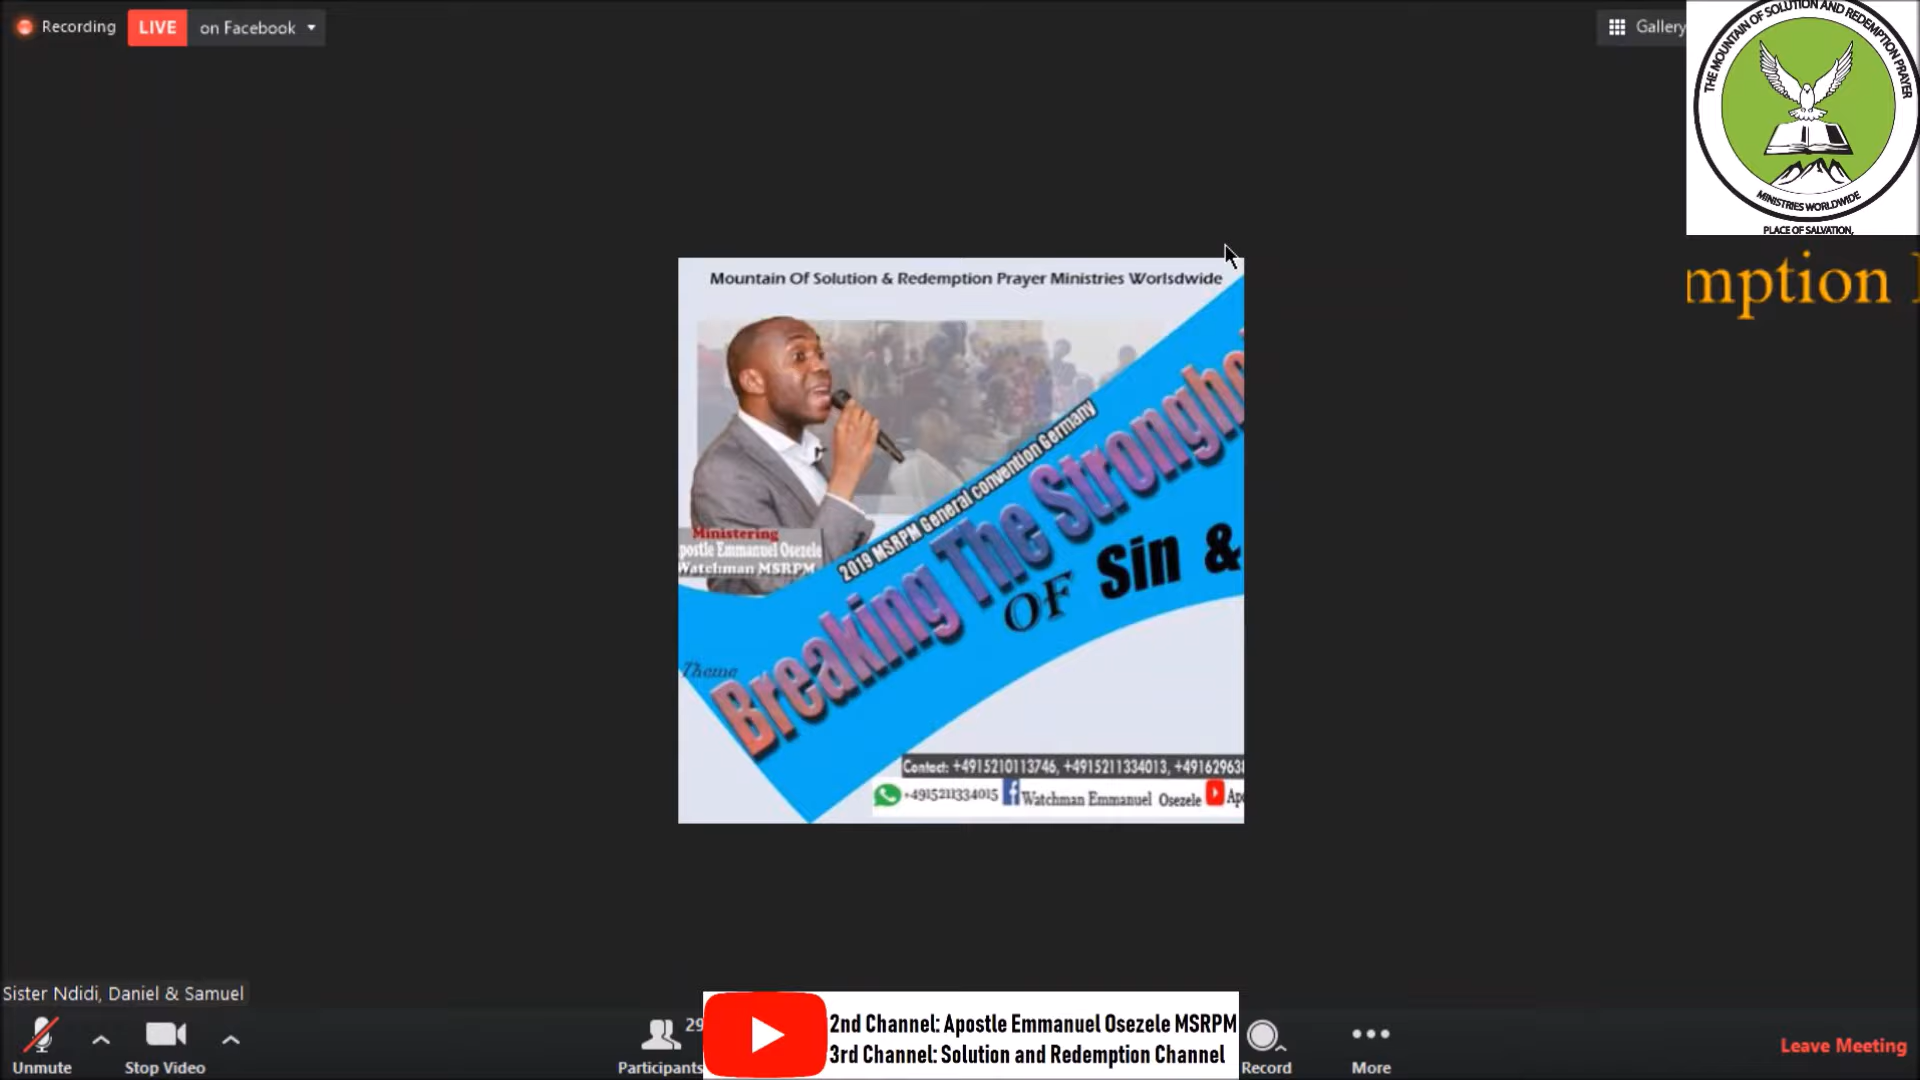 Recording
LIVE
on Facebook
Gallery
THE MOUNTAIN OF SOLUTION AND REDEMPTION PRAYER
MINISTRIES WORLDWIDE
PLACE OF SALVATION,
mption
Mountain Of Solution & Redemption Prayer Ministries Worlsdwide
2019 MSRPM General convention Germany
Ministering
postle Emmanuel Osezele
Watchman MSRPM
Theme
Breaking The Strongho
OF Sin &
Contact: +4915210113746, +4915211334013, +49162963
+4915211334015 Watchman Emmanuel Osezele Ap
Sister Ndidi, Daniel & Samuel
Unmute
Stop Video
Participants
29
2nd Channel: Apostle Emmanuel Osezele MSRPM
3rd Channel: Solution and Redemption Channel
Record
More
Leave Meeting